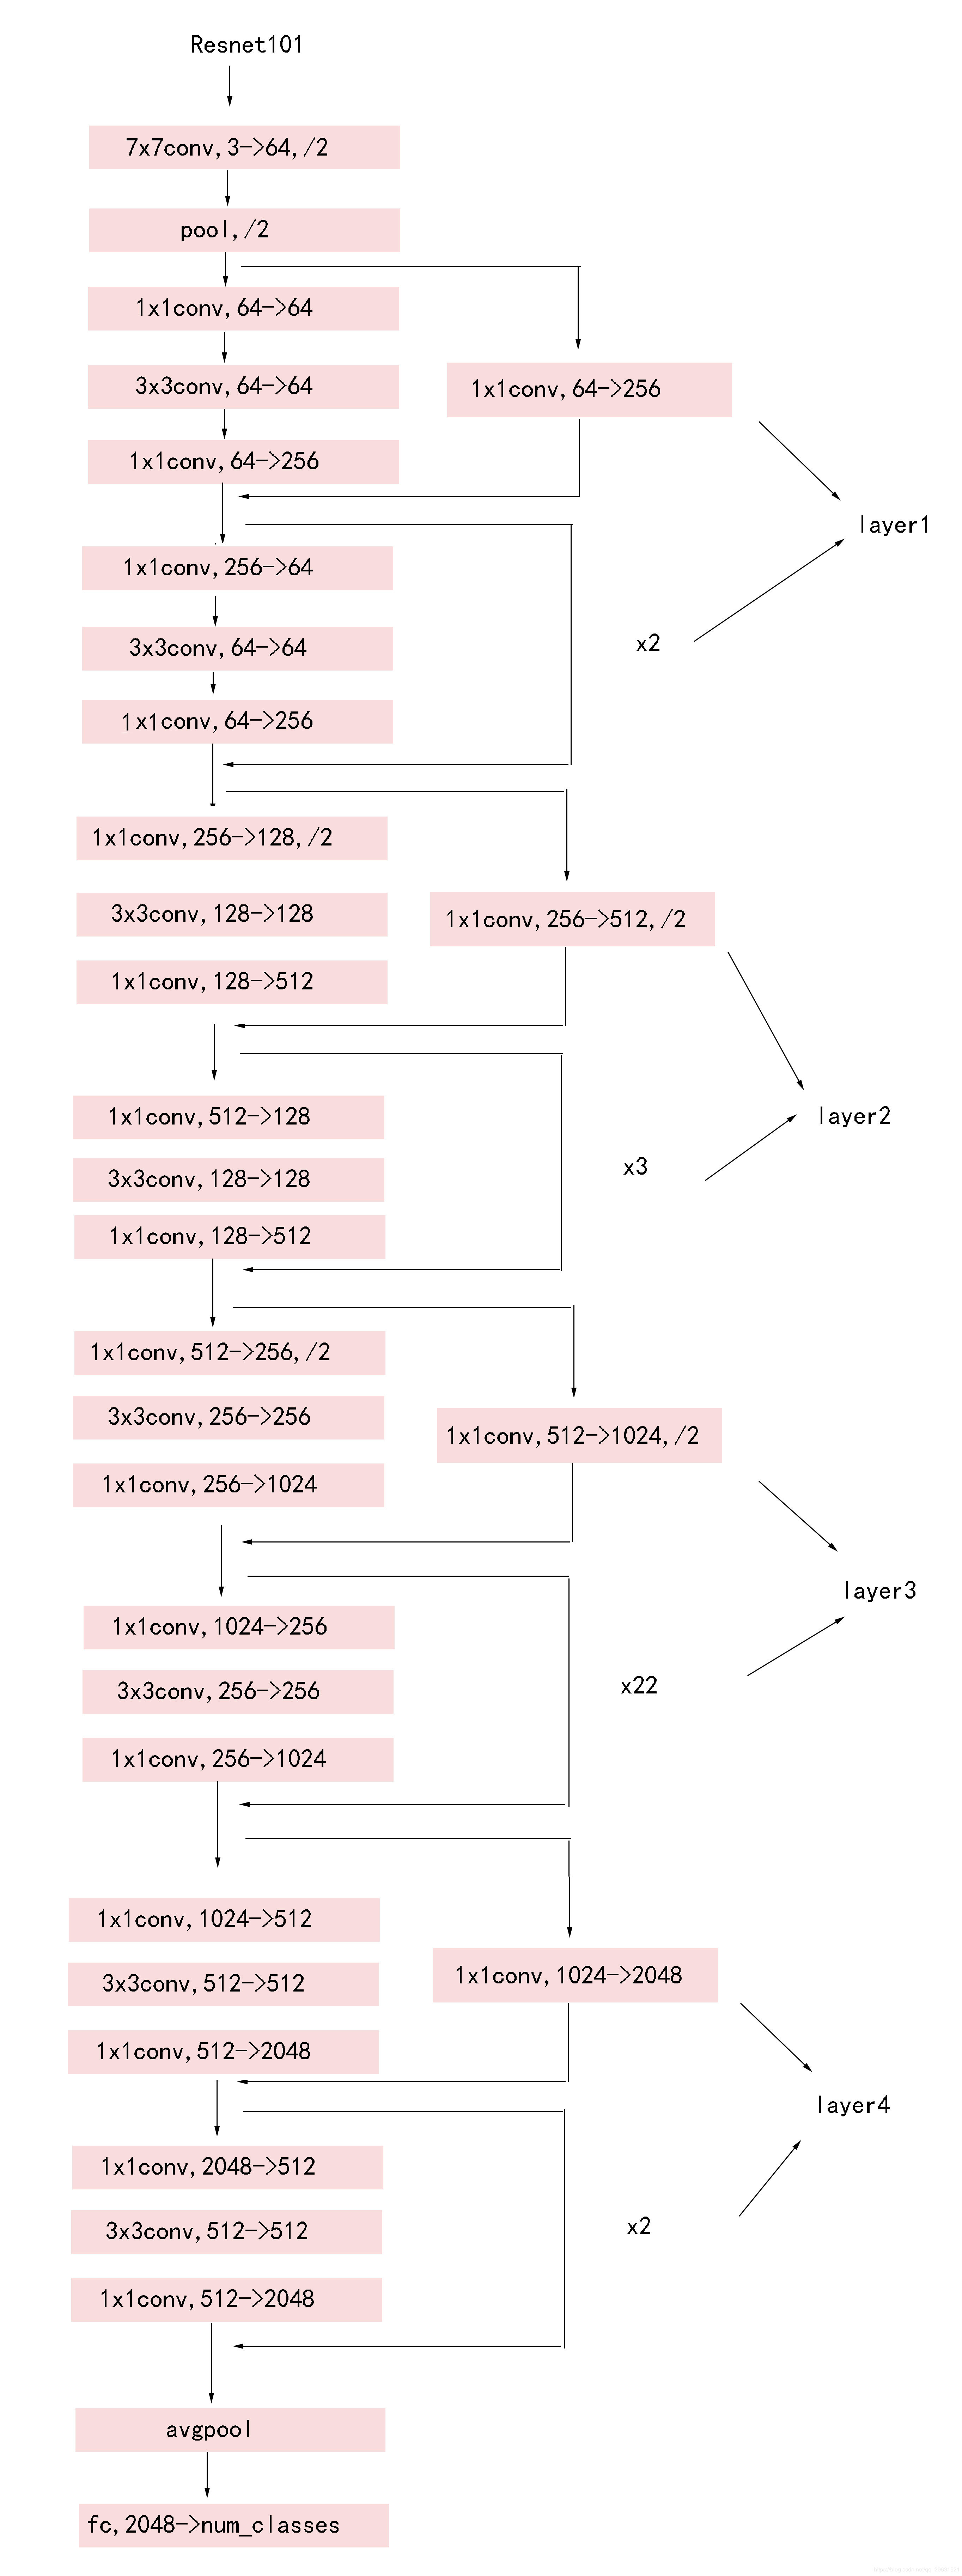 Resnet101
7x7conv,3->64,/2
pool,/2
1x1conv,64->64
3x3conv,64->64
1x1conv,64->256
1x1conv,64->256
layer1
1x1conv,256->64
3x3conv,64->64
x2
1x1conv,64->256
1x1conv,256->128,/2
3x3conv,128->128
1x1conv,256->512,/2
1x1conv,128->512
1x1conv,512->128
layer2
3x3conv,128->128
x3
1x1conv,128->512
1x1conv,512->256,/2
3x3conv,256->256
1x1conv,512->1024,/2
1x1conv,256->1024
layer3
1x1conv,1024->256
3x3conv,256->256
x22
1x1conv,256->1024
1x1conv,1024->512
3x3conv,512->512
1x1conv,1024->2048
1x1conv,512->2048
layer4
1x1conv,2048->512
3x3conv,512->512
x2
1x1conv,512->2048
avgpool
fc,2048->num_classes